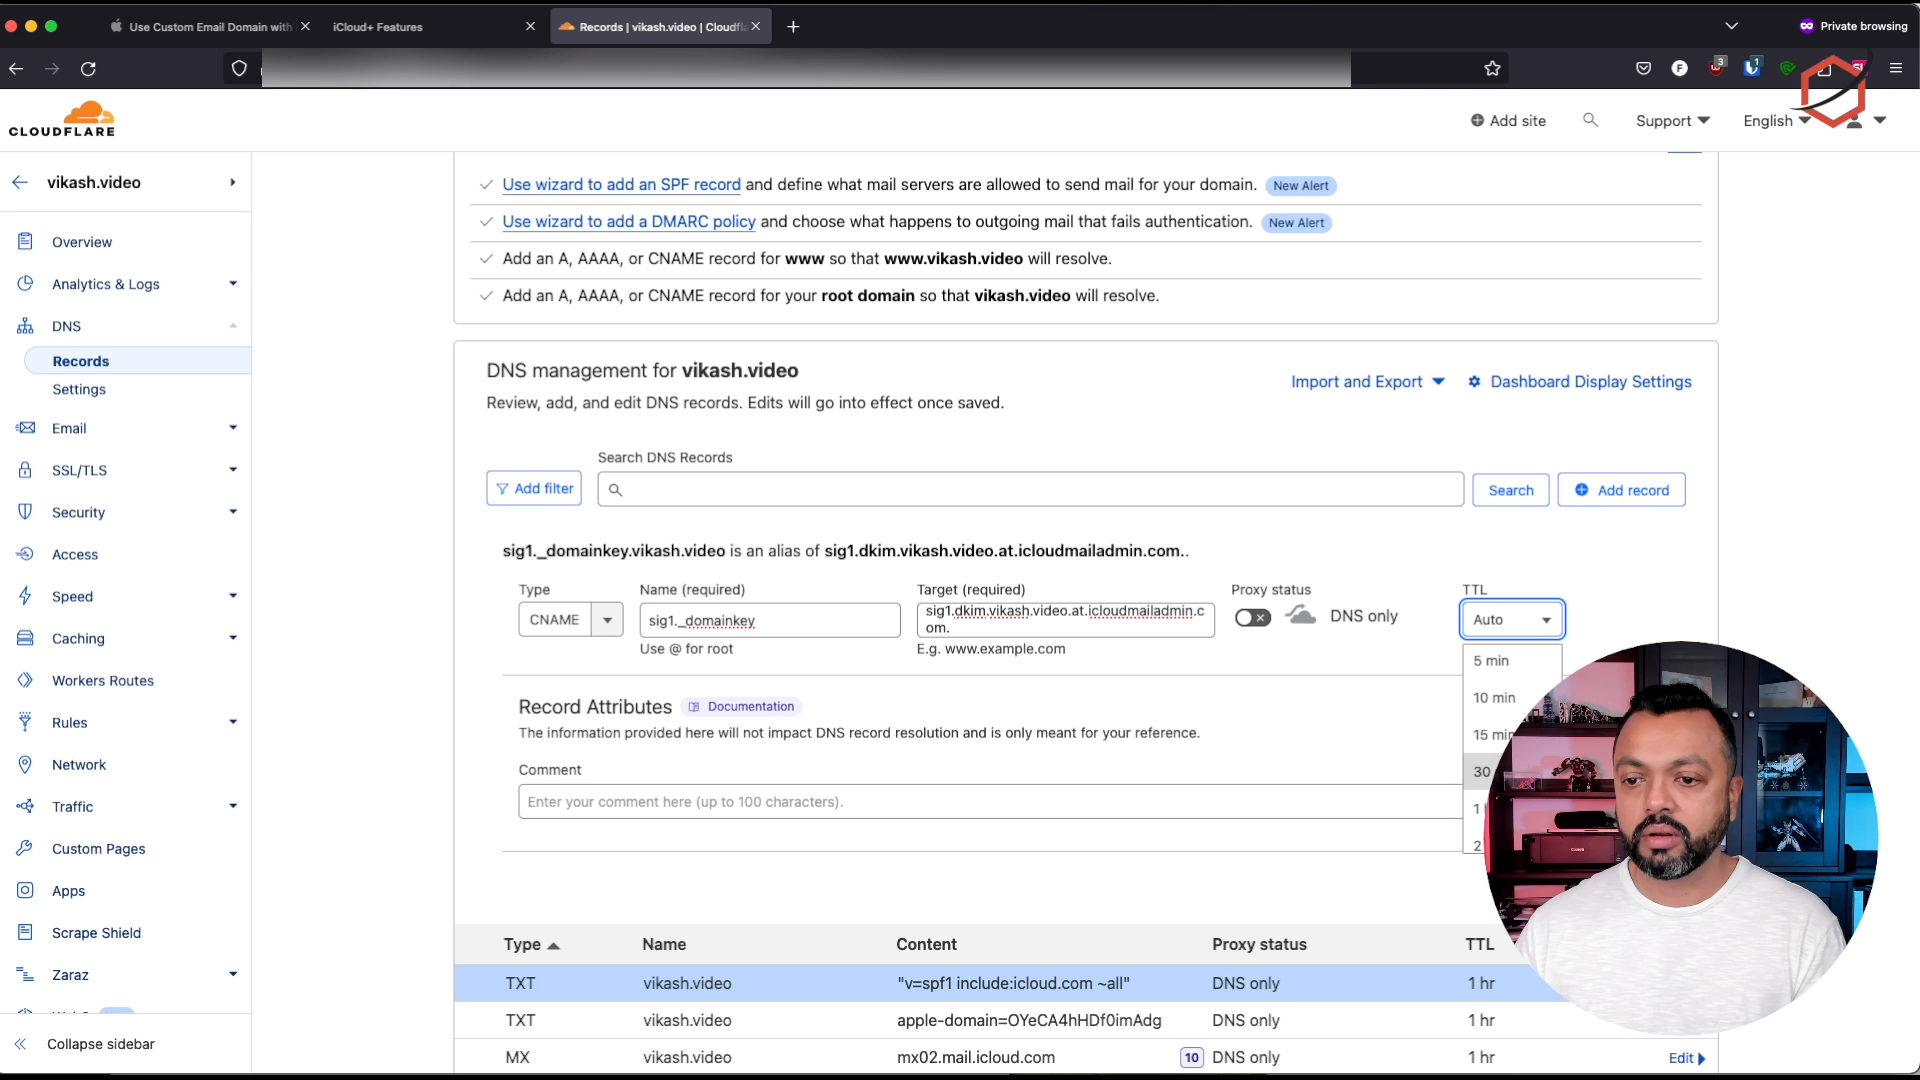 Use Custom Email Domain with
iCloud+ Features
Records | vikash.video | Cloudfl
Private browsing
F
3
1
CLOUDFLARE
Add site
Support
English
vikash.video
Overview
Analytics & Logs
DNS
Records
Settings
Email
SSL/TLS
Security
Access
Speed
Caching
Workers Routes
Rules
Network
Traffic
Custom Pages
Apps
Scrape Shield
Zaraz
Collapse sidebar
Use wizard to add an SPF record and define what mail servers are allowed to send mail for your domain. New Alert
Use wizard to add a DMARC policy and choose what happens to outgoing mail that fails authentication. New Alert
Add an A, AAAA, or CNAME record for www so that www.vikash.video will resolve.
Add an A, AAAA, or CNAME record for your root domain so that vikash.video will resolve.
DNS management for vikash.video
Import and Export
Dashboard Display Settings
Review, add, and edit DNS records. Edits will go into effect once saved.
Search DNS Records
Add filter
Search
Add record
sig1._domainkey.vikash.video is an alias of sig1.dkim.vikash.video.at.icloudmailadmin.com..
Type Name (required) Target (required) Proxy status TTL
CNAME sig1._domainkey sig1.dkim.vikash.video.at.icloudmailadmin.c
om.
DNS only Auto
Use @ for root E.g. www.example.com
5 min
10 min
15 min
30
1
2
Record Attributes Documentation
The information provided here will not impact DNS record resolution and is only meant for your reference.
Comment
Enter your comment here (up to 100 characters).
Type Name Content Proxy status TTL
TXT vikash.video "v=spf1 include:icloud.com ~all" DNS only 1 hr
TXT vikash.video apple-domain=OYeCA4hHDf0imAdg DNS only 1 hr
MX vikash.video mx02.mail.icloud.com 10 DNS only 1 hr Edit